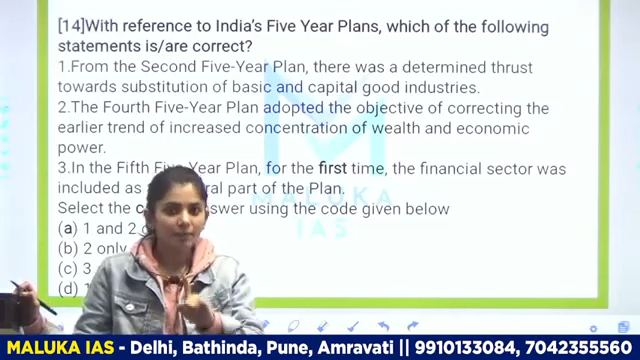 [14]With reference to India's Five Year Plans, which of the following
statements is/are correct?
1.From the Second Five-Year Plan, there was a determined thrust
towards substitution of basic and capital good industries.
2.The Fourth Five-Year Plan adopted the objective of correcting the
earlier trend of increased concentration of wealth and economic
power.
3.In the Fifth Five-Year Plan, for the first time, the financial sector was
included as part of the Plan.
Select the answer using the code given below
(a) 1 and 2
(b) 2 only
(c) 3
(d)
MALUKA
IAS
MALUKA IAS - Delhi, Bathinda, Pune, Amravati || 9910133084, 7042355560